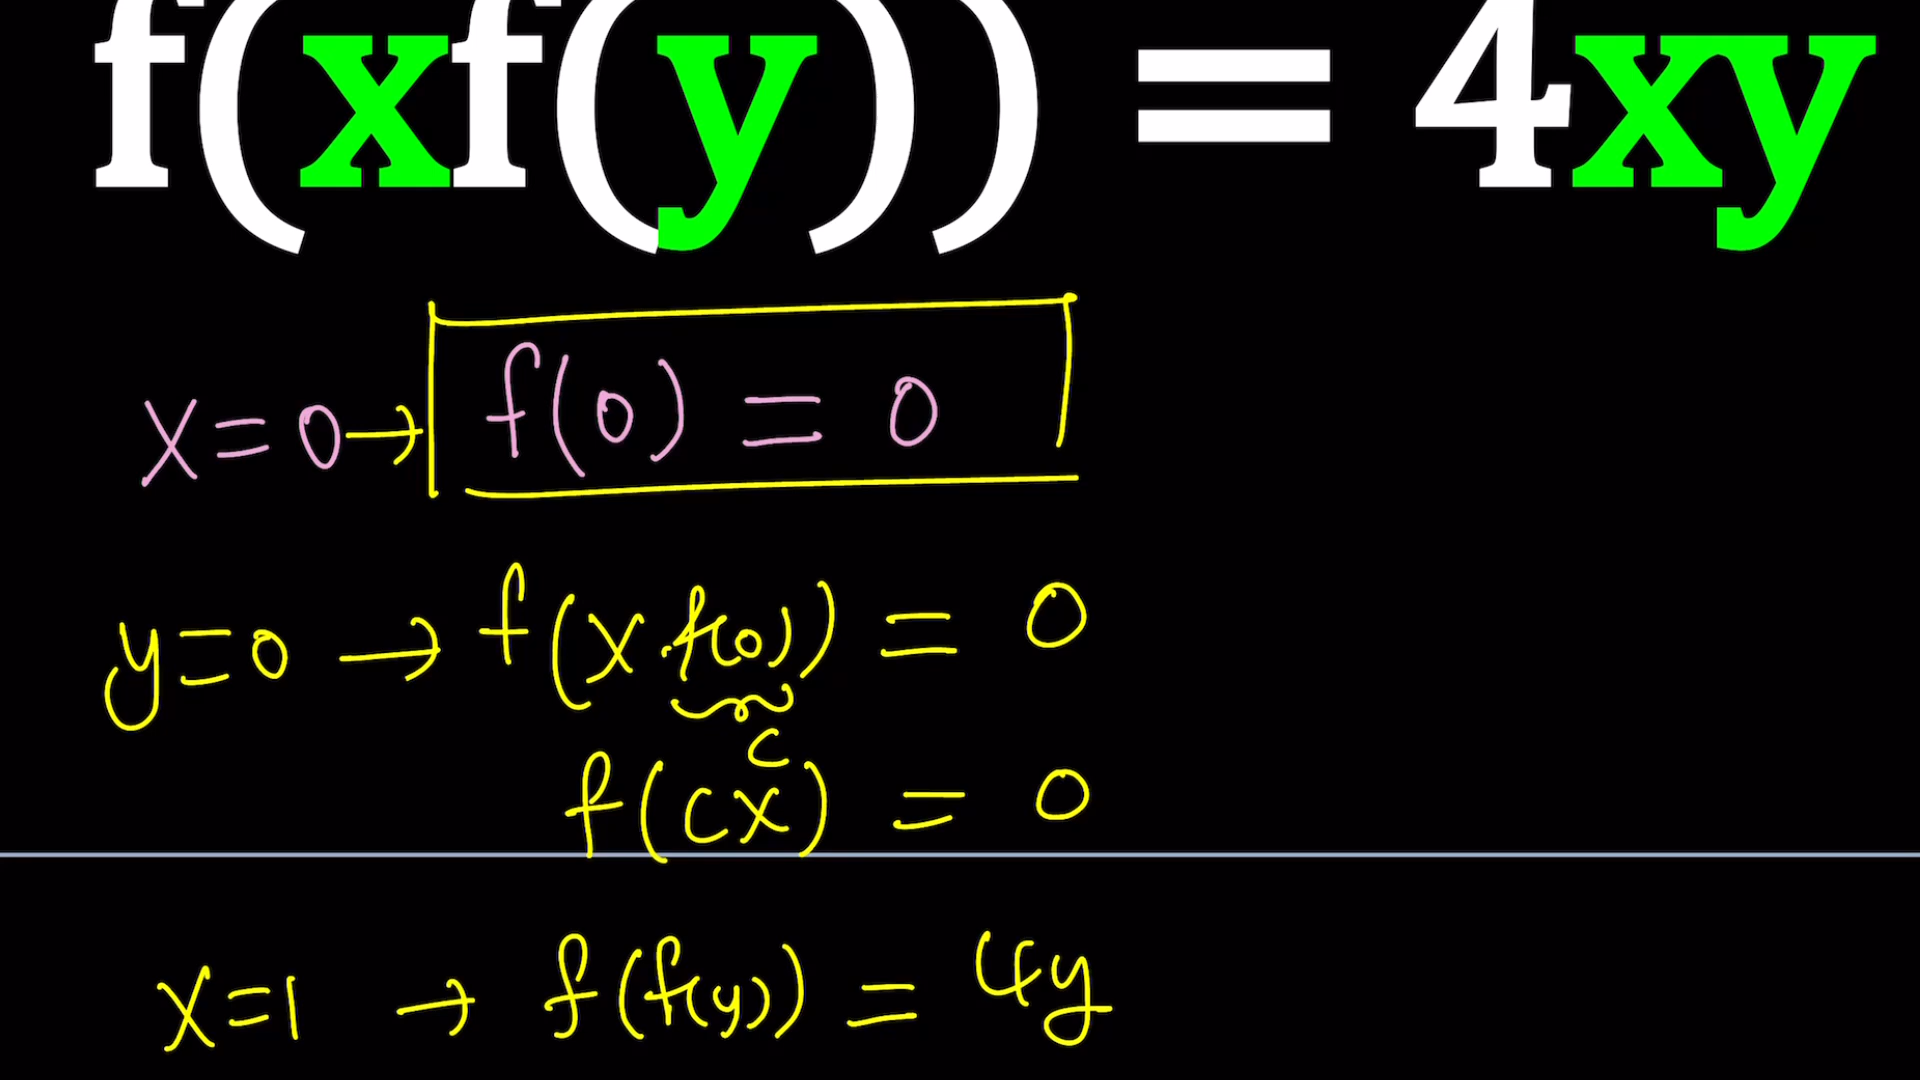 f(xf(y)) = 4xy
x=0→ f(0) = 0
y=0 → f(x.f(0)) = 0
c
f(cx) = 0
x=1 → f(f(y)) = 4y